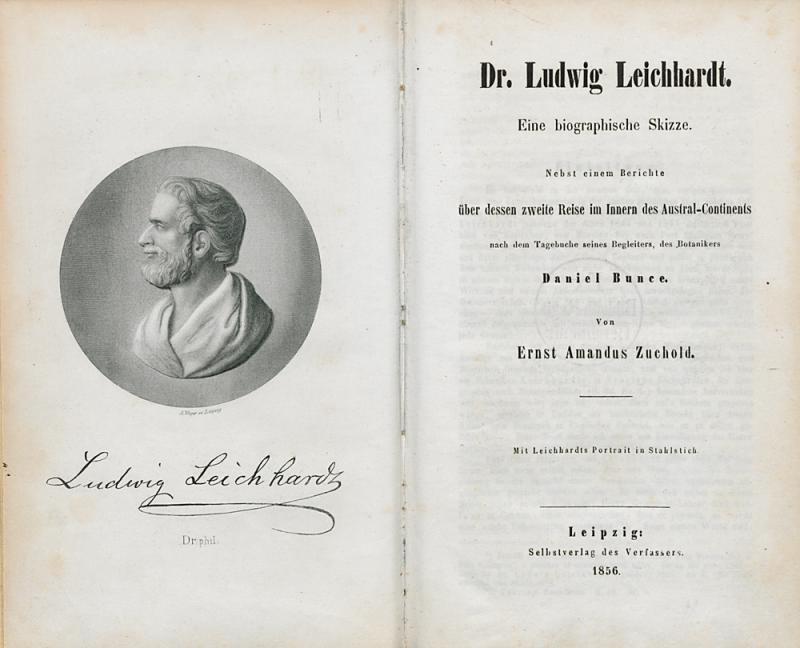 Ludwig Leichhardt
Dr. phil.
Dr. Ludwig Leichhardt.
Eine biographische Skizze.
Nebst einem Berichte
über dessen zweite Reise im Innern des Austral-Continents
nach dem Tagebuche seines Begleiters, des Botanikers
Daniel Bunce.
Von
Ernst Amandus Zuchold.
Mit Leichhardts Portrait in Stahlstich
Leipzig:
Selbstverlag des Verfassers.
1856.